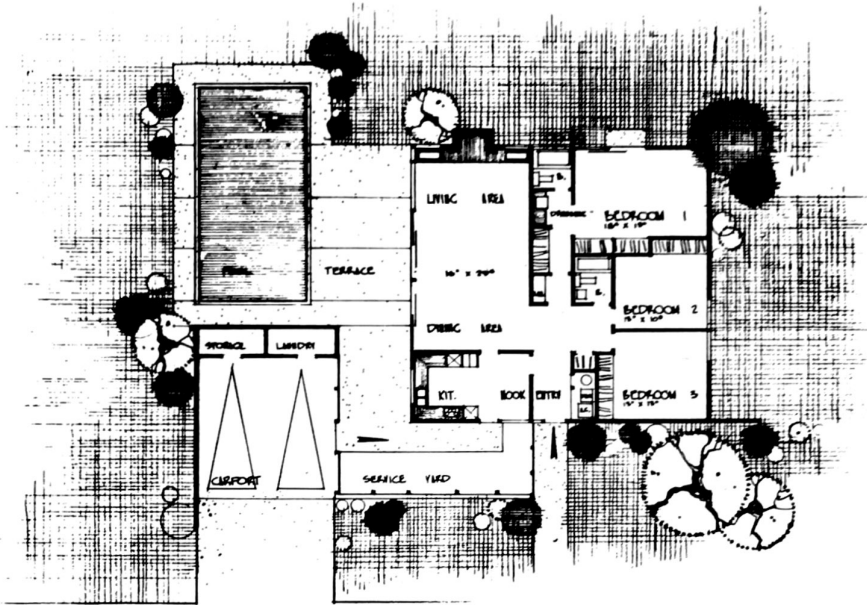 LIVING AREA
B.
DRESSING
BEDROOM 1
POOL
TERRACE
B.
BEDROOM 2
DINING AREA
STORAGE
LAUNDRY
KIT.
NOOK
ENTRY
BEDROOM 3
CARPORT
SERVICE YARD